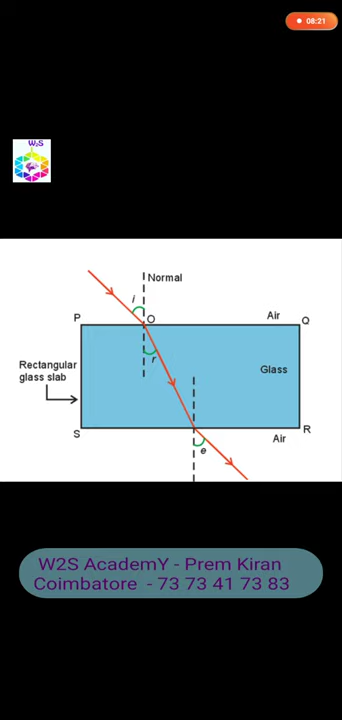 08:21
W2S
Normal
i
P
O
Air
Q
r
Rectangular
glass slab
Glass
S
R
Air
e
W2S AcademY - Prem Kiran
Coimbatore - 73 73 41 73 83